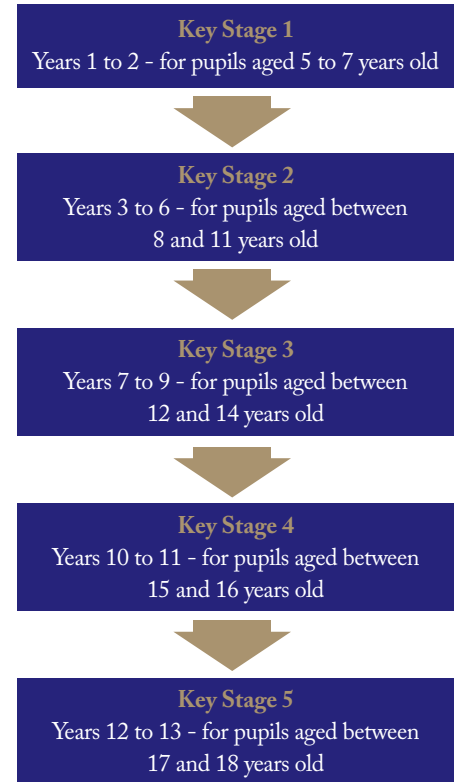 Key Stage 1
Years 1 to 2 - for pupils aged 5 to 7 years old
Key Stage 2
Years 3 to 6 - for pupils aged between
8 and 11 years old
Key Stage 3
Years 7 to 9 - for pupils aged between
12 and 14 years old
Key Stage 4
Years 10 to 11 - for pupils aged between
15 and 16 years old
Key Stage 5
Years 12 to 13 - for pupils aged between
17 and 18 years old